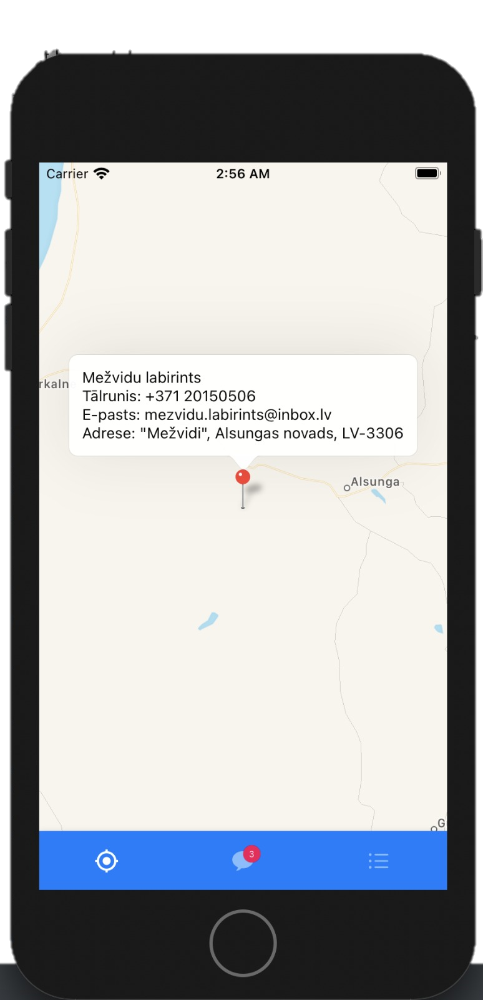 Carrier 2:56 AM
Mežvidu labirints
Tālrunis: +371 20150506
E-pasts: mezvidu.labirints@inbox.lv
Adrese: "Mežvidi", Alsungas novads, LV-3306
Alsunga
3